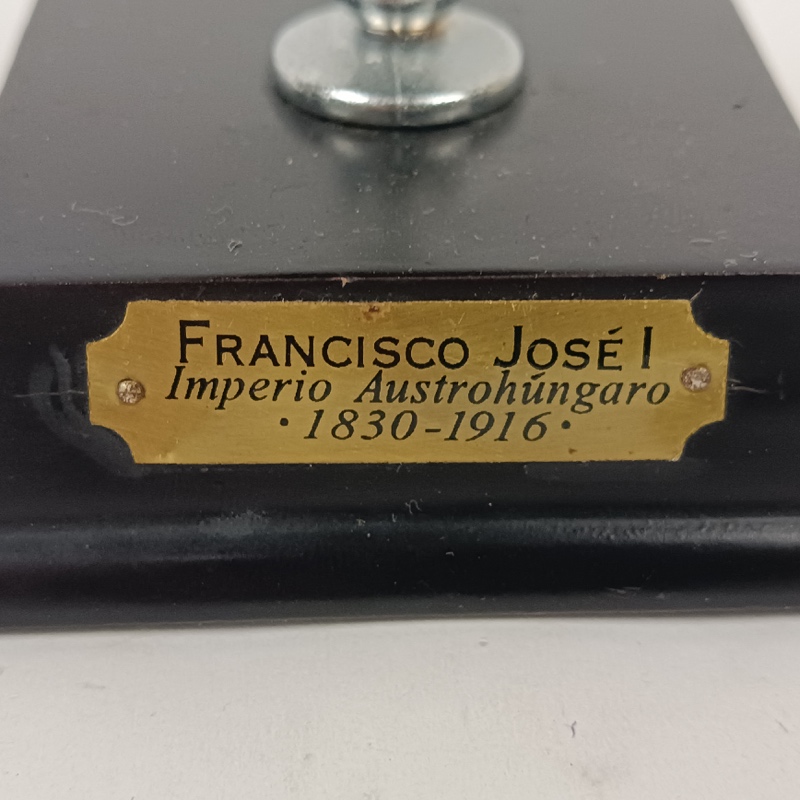 FRANCISCO JOSÉ I
Imperio Austrohúngaro
·1830-1916·